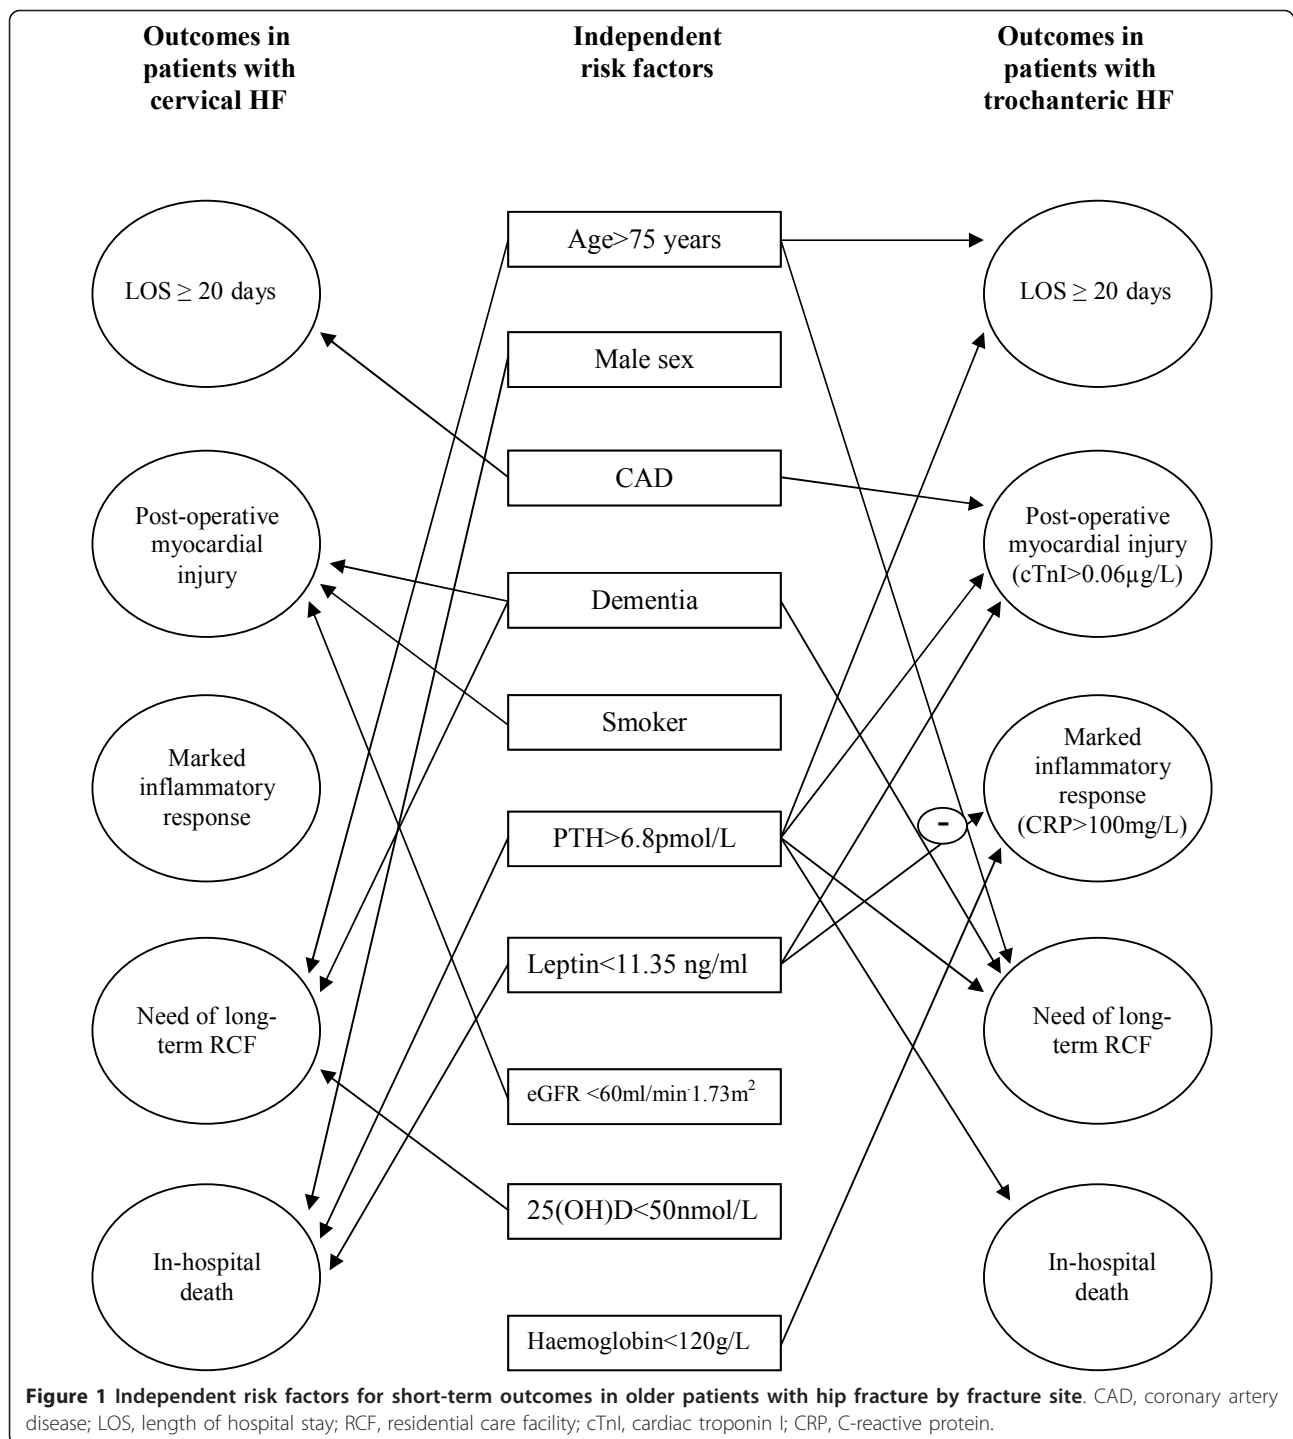 Outcomes in
patients with
cervical HF
Independent
risk factors
Outcomes in
patients with
trochanteric HF
LOS ≥ 20 days
Post-operative
myocardial
injury
Marked
inflammatory
response
Need of long-
term RCF
In-hospital
death
Age>75 years
Male sex
CAD
Dementia
Smoker
PTH>6.8pmol/L
Leptin<11.35 ng/ml
eGFR <60ml/min·1.73m²
25(OH)D<50nmol/L
Haemoglobin<120g/L
LOS ≥ 20 days
Post-operative
myocardial injury
(cTnI>0.06µg/L)
Marked
inflammatory
response
(CRP>100mg/L)
-
Need of long-
term RCF
In-hospital
death
Figure 1 Independent risk factors for short-term outcomes in older patients with hip fracture by fracture site. CAD, coronary artery
disease; LOS, length of hospital stay; RCF, residential care facility; cTnI, cardiac troponin I; CRP, C-reactive protein.